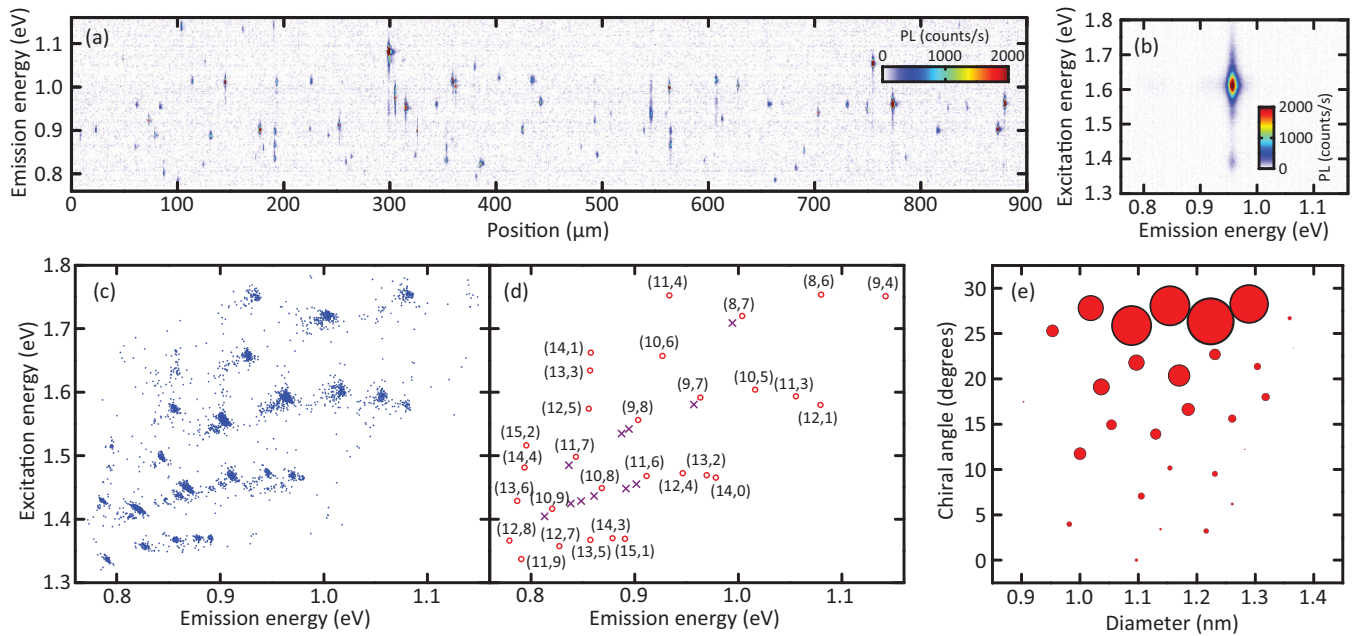 (a)
Emission energy (eV)
1.1
1.0
0.9
0.8
0 100 200 300 400 500 600 700 800 900
Position (μm)
PL (counts/s)
0 1000 2000
(b)
Excitation energy (eV)
1.8
1.7
1.6
1.5
1.4
1.3
0.8 0.9 1.0 1.1
Emission energy (eV)
2000
1000
0
PL (counts/s)
(c)
Excitation energy (eV)
1.8
1.7
1.6
1.5
1.4
1.3
0.8 0.9 1.0 1.1
Emission energy (eV)
(d)
(11,4)
(8,6)
(9,4)
(8,7)
(14,1)
(10,6)
(13,3)
(9,7)
(10,5)
(11,3)
(12,5)
(9,8)
(12,1)
(15,2)
(11,7)
(14,4)
(11,6)
(13,2)
(10,8)
(12,4)
(14,0)
(13,6)
(10,9)
(12,8)
(12,7)
(14,3)
(13,5)
(15,1)
(11,9)
0.8 0.9 1.0 1.1
Emission energy (eV)
(e)
Chiral angle (degrees)
30
25
20
15
10
5
0
0.9 1.0 1.1 1.2 1.3 1.4
Diameter (nm)